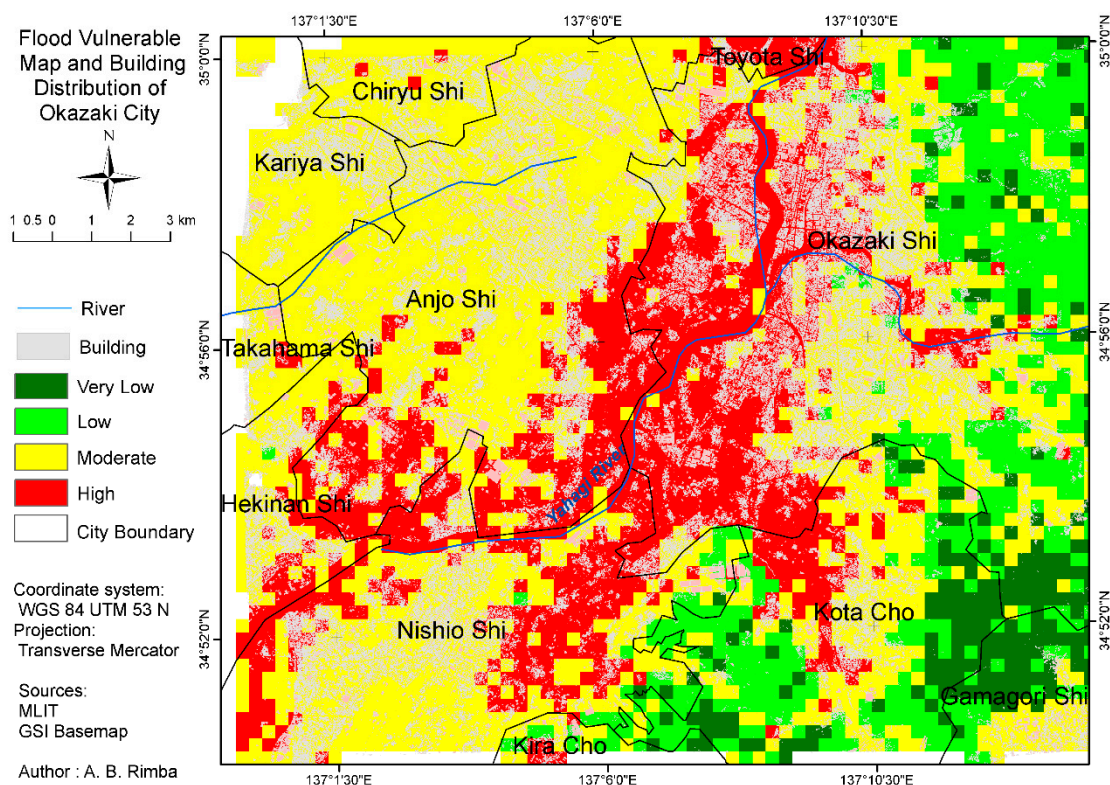 Flood Vulnerable
Map and Building
Distribution of
Okazaki City
N
1 0.5 0 1 2 3 km
River
Building
Very Low
Low
Moderate
High
City Boundary
Coordinate system:
WGS 84 UTM 53 N
Projection:
Transverse Mercator
Sources:
MLIT
GSI Basemap
Author : A. B. Rimba
137°1'30"E 137°6'0"E 137°10'30"E
35°0'0"N 35°0'0"N
34°56'0"N 34°56'0"N
34°52'0"N 34°52'0"N
137°11'30"E 137°6'0"E 137°10'30"E
Toyota Shi
Chiryu Shi
Kariya Shi
Okazaki Shi
Anjo Shi
Takahama Shi
Yahagi River
Hekinan Shi
Kota Cho
Nishio Shi
Gamagori Shi
Kira Cho